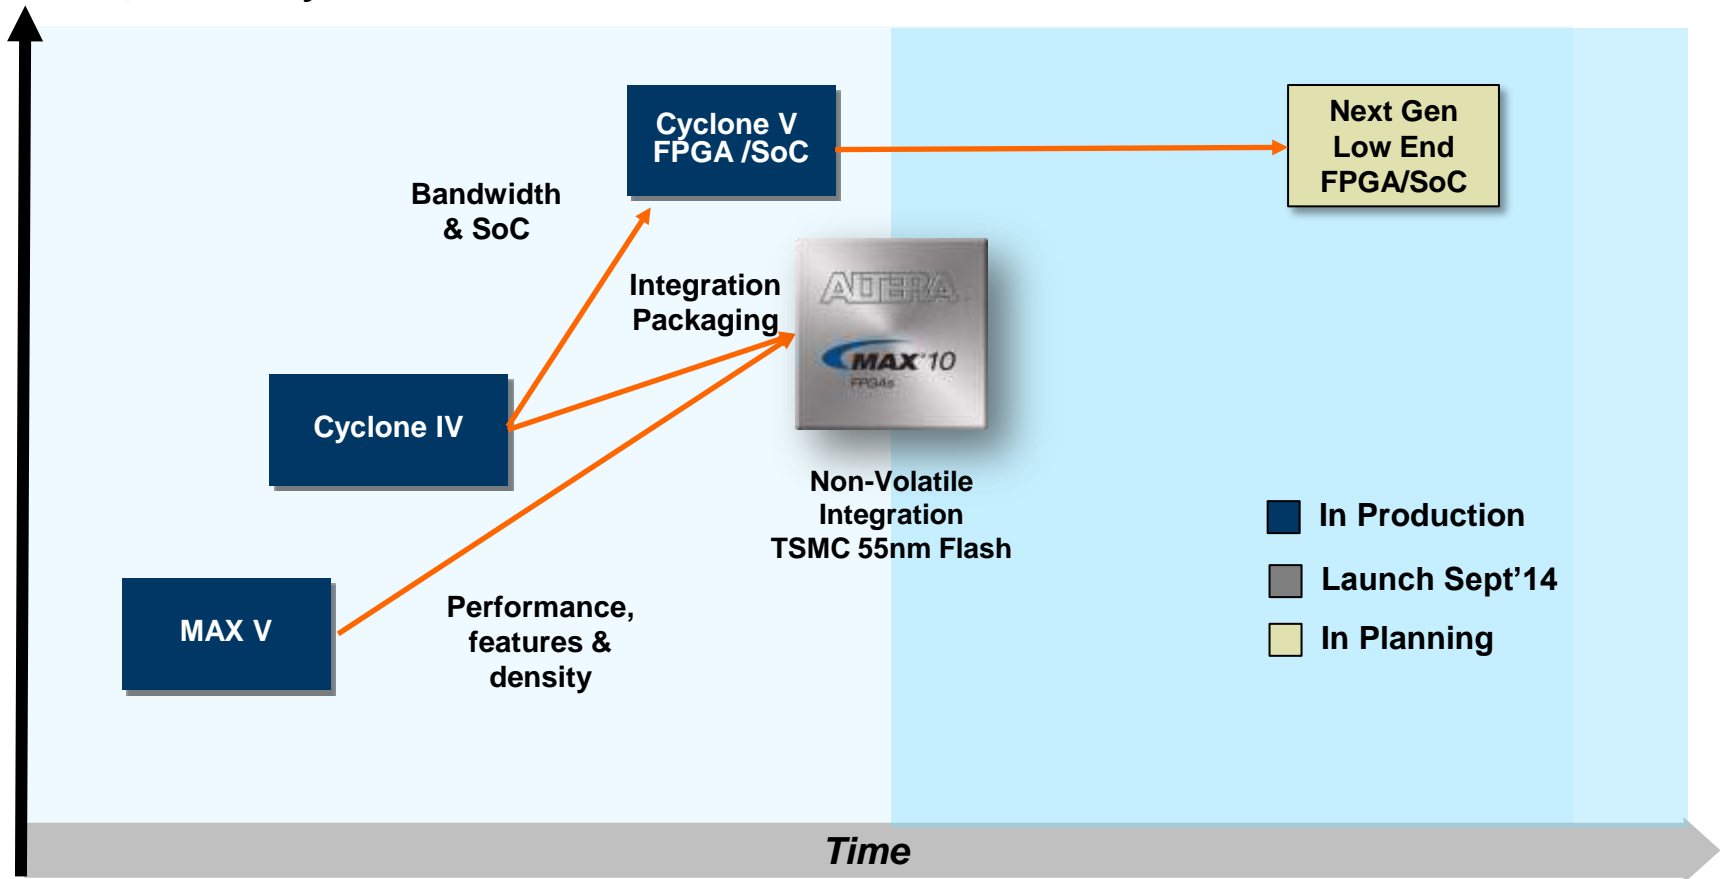 Cyclone V
FPGA /SoC
Next Gen
Low End
FPGA/SoC
Bandwidth
& SoC
Integration
Packaging
ALTERA
MAX®10
FPGAs
Cyclone IV
Non-Volatile
Integration
TSMC 55nm Flash
In Production
Launch Sept’14
In Planning
MAX V
Performance,
features &
density
Time